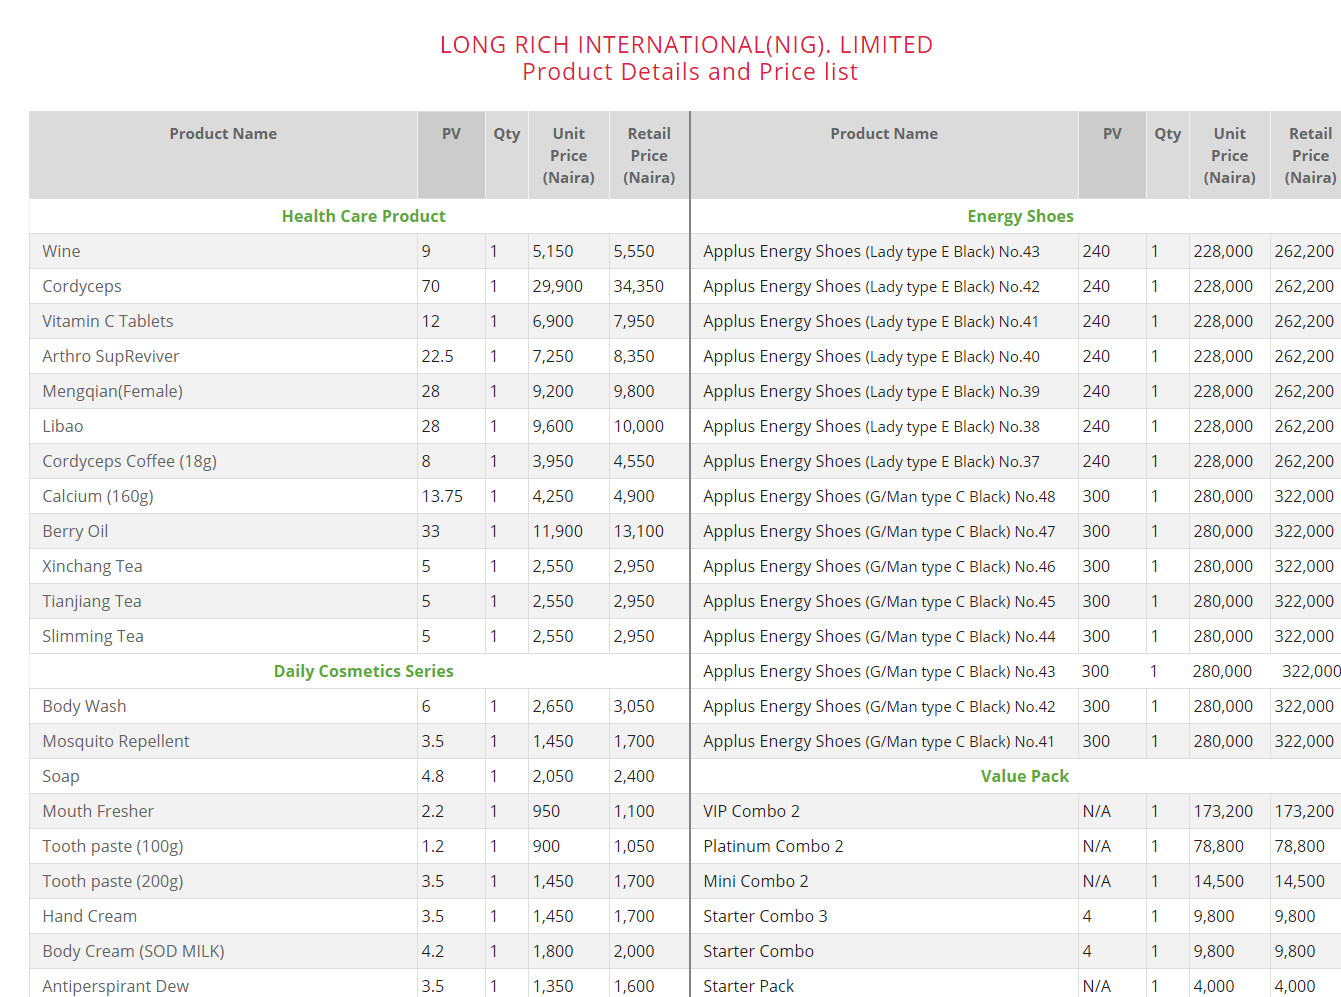 LONG RICH INTERNATIONAL(NIG). LIMITED
Product Details and Price list
Product Name PV Qty Unit Price (Naira) Retail Price (Naira)
Health Care Product
Wine 9 1 5,150 5,550
Cordyceps 70 1 29,900 34,350
Vitamin C Tablets 12 1 6,900 7,950
Arthro SupReviver 22.5 1 7,250 8,350
Mengqian(Female) 28 1 9,200 9,800
Libao 28 1 9,600 10,000
Cordyceps Coffee (18g) 8 1 3,950 4,550
Calcium (160g) 13.75 1 4,250 4,900
Berry Oil 33 1 11,900 13,100
Xinchang Tea 5 1 2,550 2,950
Tianjiang Tea 5 1 2,550 2,950
Slimming Tea 5 1 2,550 2,950
Daily Cosmetics Series
Body Wash 6 1 2,650 3,050
Mosquito Repellent 3.5 1 1,450 1,700
Soap 4.8 1 2,050 2,400
Mouth Fresher 2.2 1 950 1,100
Tooth paste (100g) 1.2 1 900 1,050
Tooth paste (200g) 3.5 1 1,450 1,700
Hand Cream 3.5 1 1,450 1,700
Body Cream (SOD MILK) 4.2 1 1,800 2,000
Antiperspirant Dew 3.5 1 1,350 1,600
Product Name PV Qty Unit Price (Naira) Retail Price (Naira)
Energy Shoes
Applus Energy Shoes (Lady type E Black) No.43 240 1 228,000 262,200
Applus Energy Shoes (Lady type E Black) No.42 240 1 228,000 262,200
Applus Energy Shoes (Lady type E Black) No.41 240 1 228,000 262,200
Applus Energy Shoes (Lady type E Black) No.40 240 1 228,000 262,200
Applus Energy Shoes (Lady type E Black) No.39 240 1 228,000 262,200
Applus Energy Shoes (Lady type E Black) No.38 240 1 228,000 262,200
Applus Energy Shoes (Lady type E Black) No.37 240 1 228,000 262,200
Applus Energy Shoes (G/Man type C Black) No.48 300 1 280,000 322,000
Applus Energy Shoes (G/Man type C Black) No.47 300 1 280,000 322,000
Applus Energy Shoes (G/Man type C Black) No.46 300 1 280,000 322,000
Applus Energy Shoes (G/Man type C Black) No.45 300 1 280,000 322,000
Applus Energy Shoes (G/Man type C Black) No.44 300 1 280,000 322,000
Applus Energy Shoes (G/Man type C Black) No.43 300 1 280,000 322,000
Applus Energy Shoes (G/Man type C Black) No.42 300 1 280,000 322,000
Applus Energy Shoes (G/Man type C Black) No.41 300 1 280,000 322,000
Value Pack
VIP Combo 2 N/A 1 173,200 173,200
Platinum Combo 2 N/A 1 78,800 78,800
Mini Combo 2 N/A 1 14,500 14,500
Starter Combo 3 4 1 9,800 9,800
Starter Combo 4 1 9,800 9,800
Starter Pack N/A 1 4,000 4,000